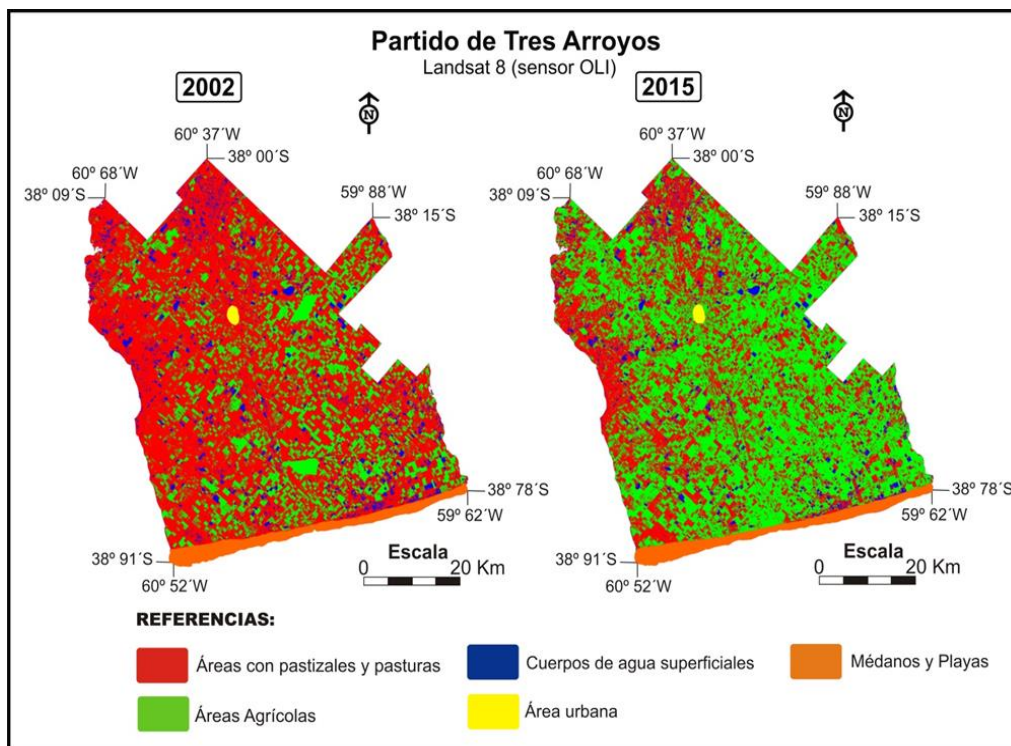 Partido de Tres Arroyos
Landsat 8 (sensor OLI)
2002
N
60º 37´W
38º 00´S
60º 68´W
38º 09´S
59º 88´W
38º 15´S
38º 78´S
59º 62´W
38º 91´S
60º 52´W
Escala
0 20 Km
2015
N
60º 37´W
38º 00´S
60º 68´W
38º 09´S
59º 88´W
38º 15´S
38º 78´S
59º 62´W
38º 91´S
60º 52´W
Escala
0 20 Km
REFERENCIAS:
Áreas con pastizales y pasturas
Cuerpos de agua superficiales
Médanos y Playas
Áreas Agrícolas
Área urbana